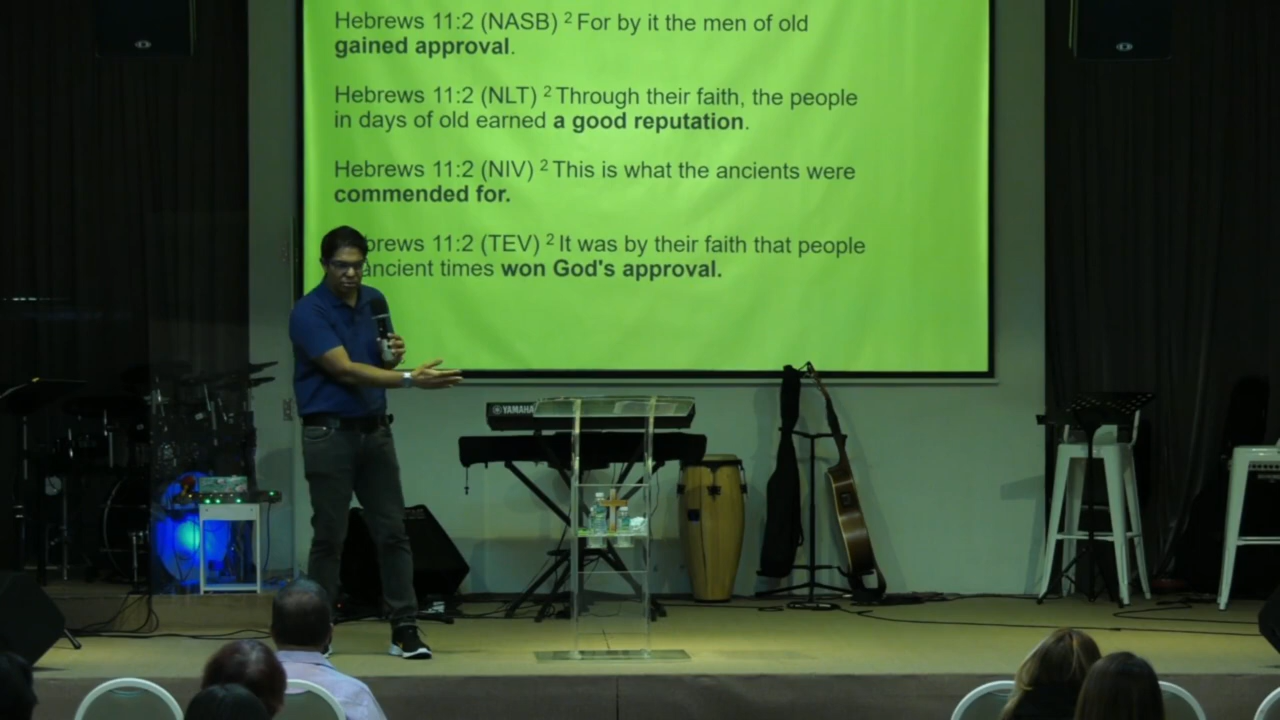 Hebrews 11:2 (NASB) 2 For by it the men of old
gained approval.
Hebrews 11:2 (NLT) 2 Through their faith, the people
in days of old earned a good reputation.
Hebrews 11:2 (NIV) 2 This is what the ancients were
commended for.
brews 11:2 (TEV) 2 It was by their faith that people
ancient times won God's approval.
YAMAHA